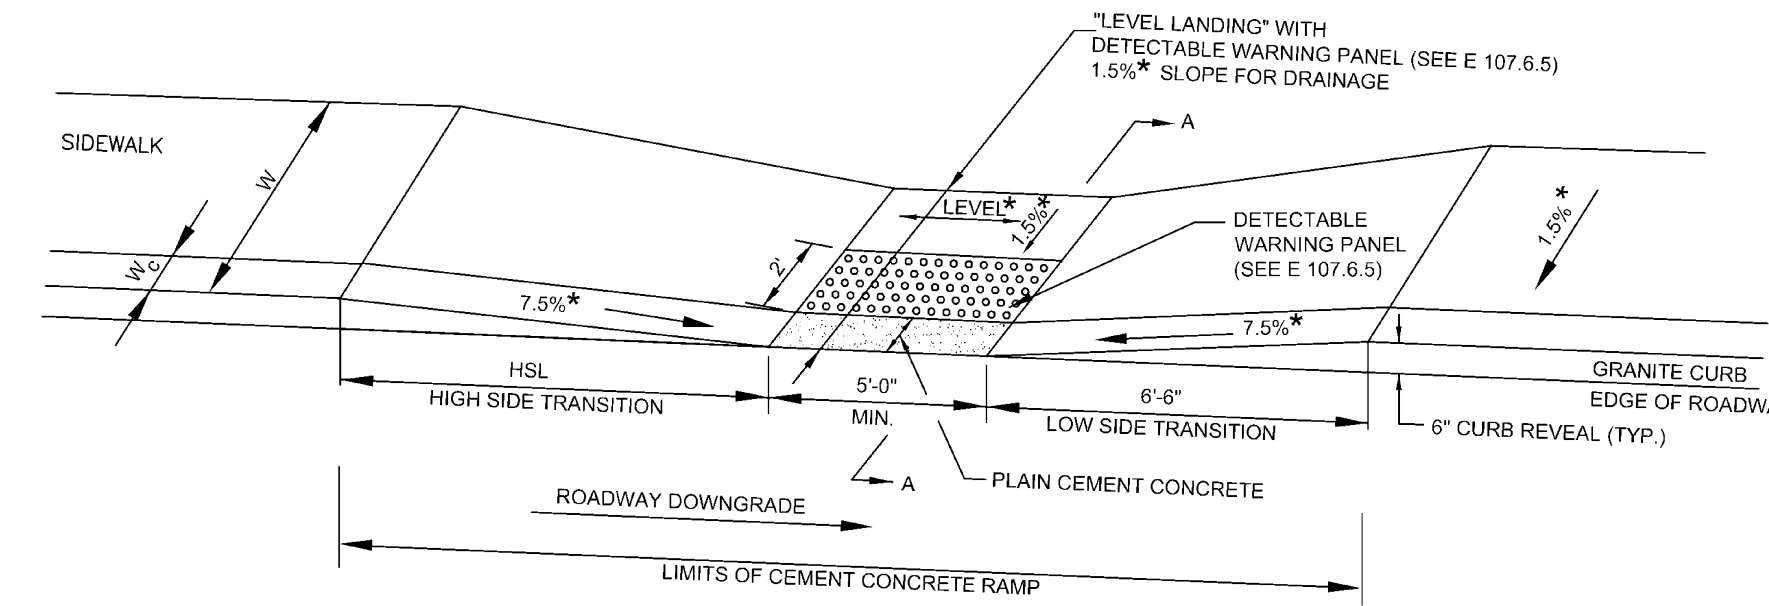 "LEVEL LANDING" WITH
DETECTABLE WARNING PANEL (SEE E 107.6.5)
1.5%* SLOPE FOR DRAINAGE
A
SIDEWALK
W
LEVEL*
1.5%*
1.5%*
DETECTABLE
WARNING PANEL
(SEE E 107.6.5)
Wc
2'
7.5%*
7.5%*
HSL
HIGH SIDE TRANSITION
5'-0"
MIN.
6'-6"
LOW SIDE TRANSITION
GRANITE CURB
EDGE OF ROADWA
6" CURB REVEAL (TYP.)
A
PLAIN CEMENT CONCRETE
ROADWAY DOWNGRADE
LIMITS OF CEMENT CONCRETE RAMP